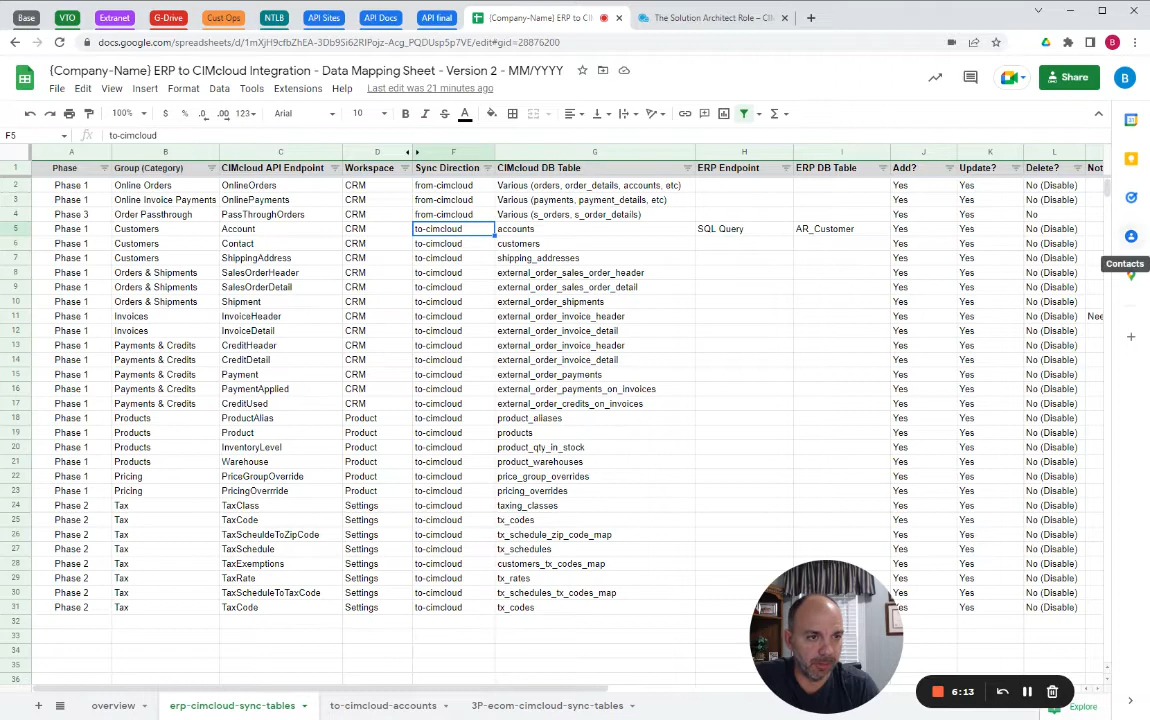 Base VTO Extranet G-Drive Cust Ops NTLB API Sites API Docs API final {Company-Name} ERP to CI The Solution Architect Role – CI
docs.google.com/spreadsheets/d/1mXjH9cfbZhEA-3Db9Si62RIPojz-Acg_PQDUsp5p7VE/edit#gid=28876200 B
{Company-Name} ERP to CIMcloud Integration - Data Mapping Sheet - Version 2 - MM/YYYY
Share B
File Edit View Insert Format Data Tools Extensions Help Last edit was 21 minutes ago
100% $ % .0 .00 123 Arial 10 B I S A
F5 fx to-cimcloud
A B C D F G H I J K L
1 Phase Group (Category) CIMcloud API Endpoint Workspace Sync Direction CIMcloud DB Table ERP Endpoint ERP DB Table Add? Update? Delete? Not
2 Phase 1 Online Orders OnlineOrders CRM from-cimcloud Various (orders, order_details, accounts, etc) Yes Yes No (Disable)
3 Phase 1 Online Invoice Payments OnlinePayments CRM from-cimcloud Various (payments, payment_details, etc) Yes Yes No (Disable)
4 Phase 3 Order Passthrough PassThroughOrders CRM from-cimcloud Various (s_orders, s_order_details) Yes Yes No
5 Phase 1 Customers Account CRM to-cimcloud accounts SQL Query AR_Customer Yes Yes No (Disable)
6 Phase 1 Customers Contact CRM to-cimcloud customers Yes Yes No (Disable)
Contacts
7 Phase 1 Customers ShippingAddress CRM to-cimcloud shipping_addresses Yes Yes No (Disable)
8 Phase 1 Orders & Shipments SalesOrderHeader CRM to-cimcloud external_order_sales_order_header Yes Yes No (Disable)
9 Phase 1 Orders & Shipments SalesOrderDetail CRM to-cimcloud external_order_sales_order_detail Yes Yes No (Disable)
10 Phase 1 Orders & Shipments Shipment CRM to-cimcloud external_order_shipments Yes Yes No (Disable)
11 Phase 1 Invoices InvoiceHeader CRM to-cimcloud external_order_invoice_header Yes Yes No (Disable) Nee
12 Phase 1 Invoices InvoiceDetail CRM to-cimcloud external_order_invoice_detail Yes Yes No (Disable)
13 Phase 1 Payments & Credits CreditHeader CRM to-cimcloud external_order_invoice_header Yes Yes No (Disable)
14 Phase 1 Payments & Credits CreditDetail CRM to-cimcloud external_order_invoice_detail Yes Yes No (Disable)
15 Phase 1 Payments & Credits Payment CRM to-cimcloud external_order_payments Yes Yes No (Disable)
16 Phase 1 Payments & Credits PaymentApplied CRM to-cimcloud external_order_payments_on_invoices Yes Yes No (Disable)
17 Phase 1 Payments & Credits CreditUsed CRM to-cimcloud external_order_credits_on_invoices Yes Yes No (Disable)
18 Phase 1 Products ProductAlias Product to-cimcloud product_aliases Yes Yes No (Disable)
19 Phase 1 Products Product Product to-cimcloud products Yes Yes No (Disable)
20 Phase 1 Products InventoryLevel Product to-cimcloud product_qty_in_stock Yes Yes No (Disable)
21 Phase 1 Products Warehouse Product to-cimcloud product_warehouses Yes Yes No (Disable)
22 Phase 1 Pricing PriceGroupOverride Product to-cimcloud price_group_overrides Yes Yes No (Disable)
23 Phase 1 Pricing PricingOverrride Product to-cimcloud pricing_overrides Yes Yes No (Disable)
24 Phase 2 Tax TaxClass Settings to-cimcloud taxing_classes Yes Yes No (Disable)
25 Phase 2 Tax TaxCode Settings to-cimcloud tx_codes Yes Yes No (Disable)
26 Phase 2 Tax TaxScheuldeToZipCode Settings to-cimcloud tx_schedule_zip_code_map Yes Yes No (Disable)
27 Phase 2 Tax TaxSchedule Settings to-cimcloud tx_schedules Yes Yes No (Disable)
28 Phase 2 Tax TaxExemptions Settings to-cimcloud customers_tx_codes_map Yes Yes No (Disable)
29 Phase 2 Tax TaxRate Settings to-cimcloud tx_rates Yes Yes No (Disable)
30 Phase 2 Tax TaxScheduleToTaxCode Settings to-cimcloud tx_schedules_tx_codes_map Yes Yes No (Disable)
31 Phase 2 Tax TaxCode Settings to-cimcloud tx_codes Yes Yes No (Disable)
32
33
34
35
36
6:13
overview erp-cimcloud-sync-tables to-cimcloud-accounts 3P-ecom-cimcloud-sync-tables Explore